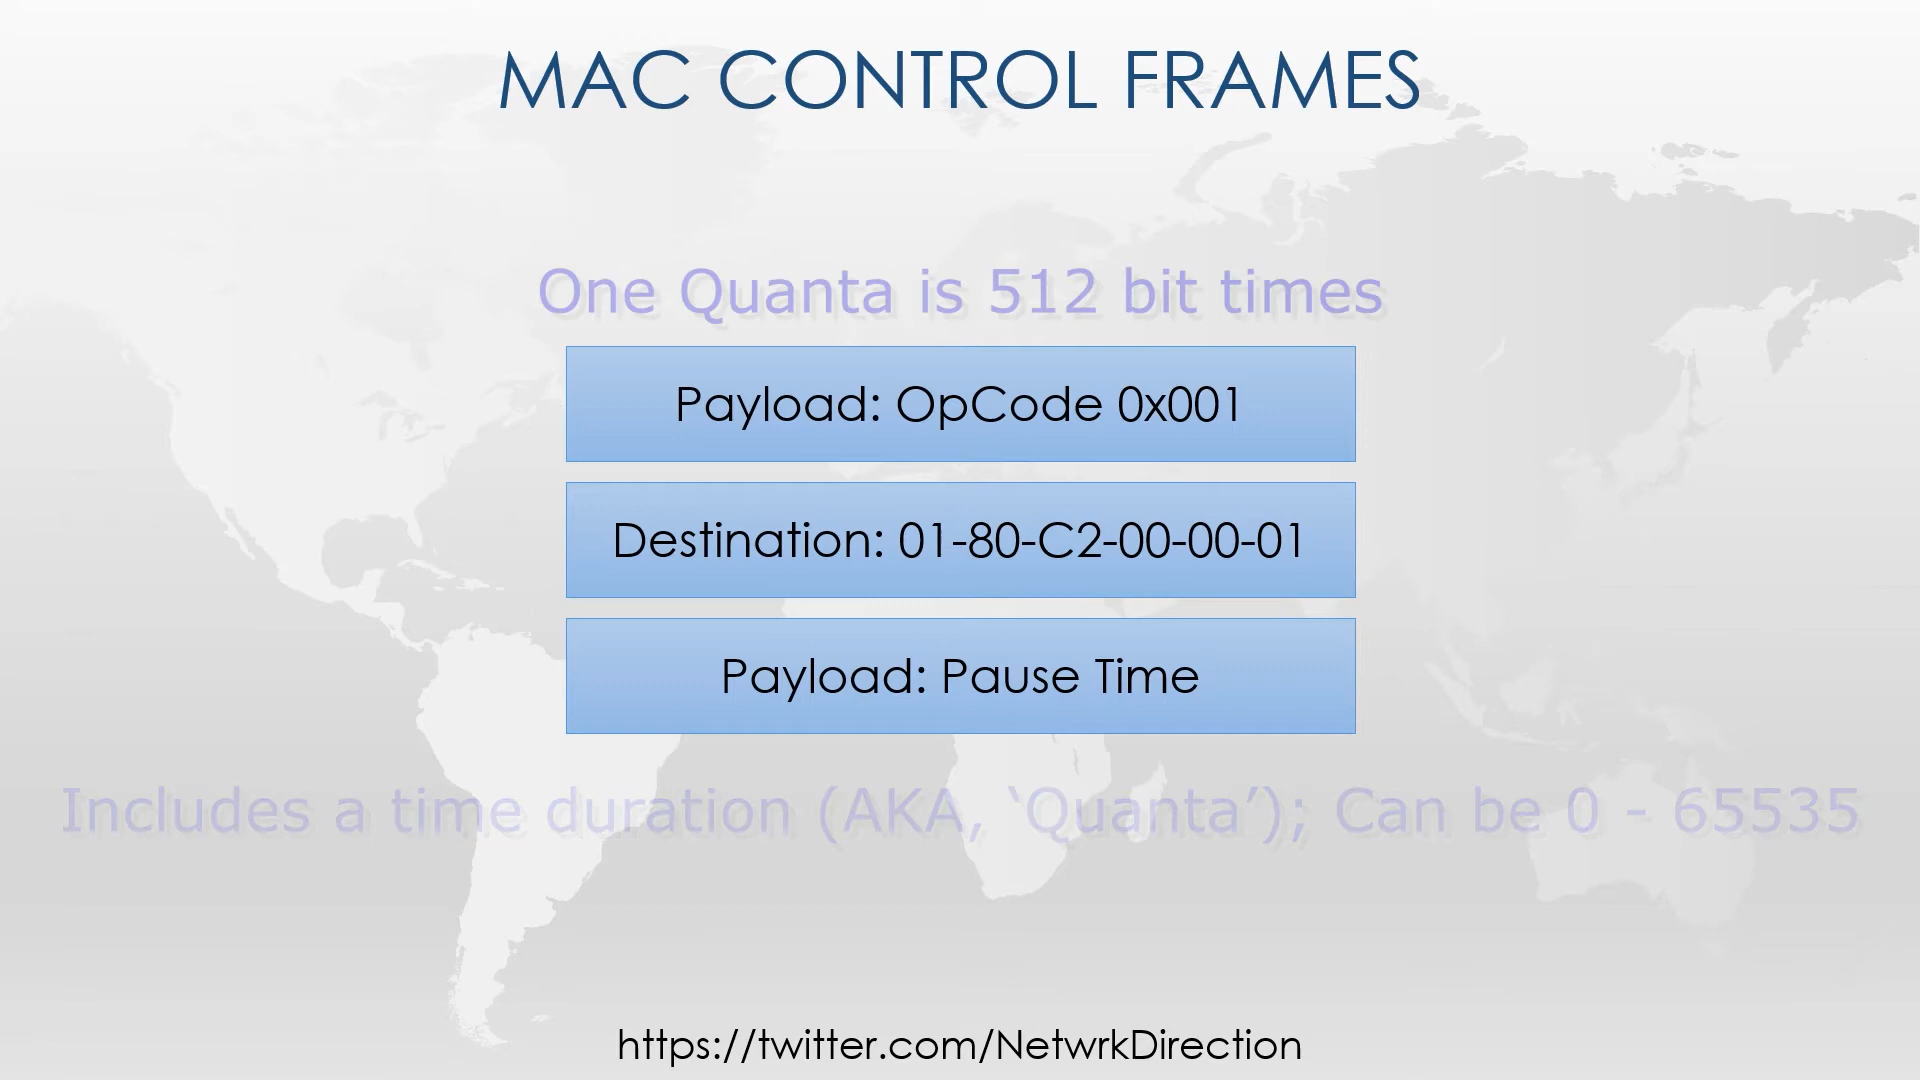 MAC CONTROL FRAMES
One Quanta is 512 bit times
Payload: OpCode 0x001
Destination: 01-80-C2-00-00-01
Payload: Pause Time
Includes a time duration (AKA, ‘Quanta’); Can be 0 - 65535
https://twitter.com/NetwrkDirection